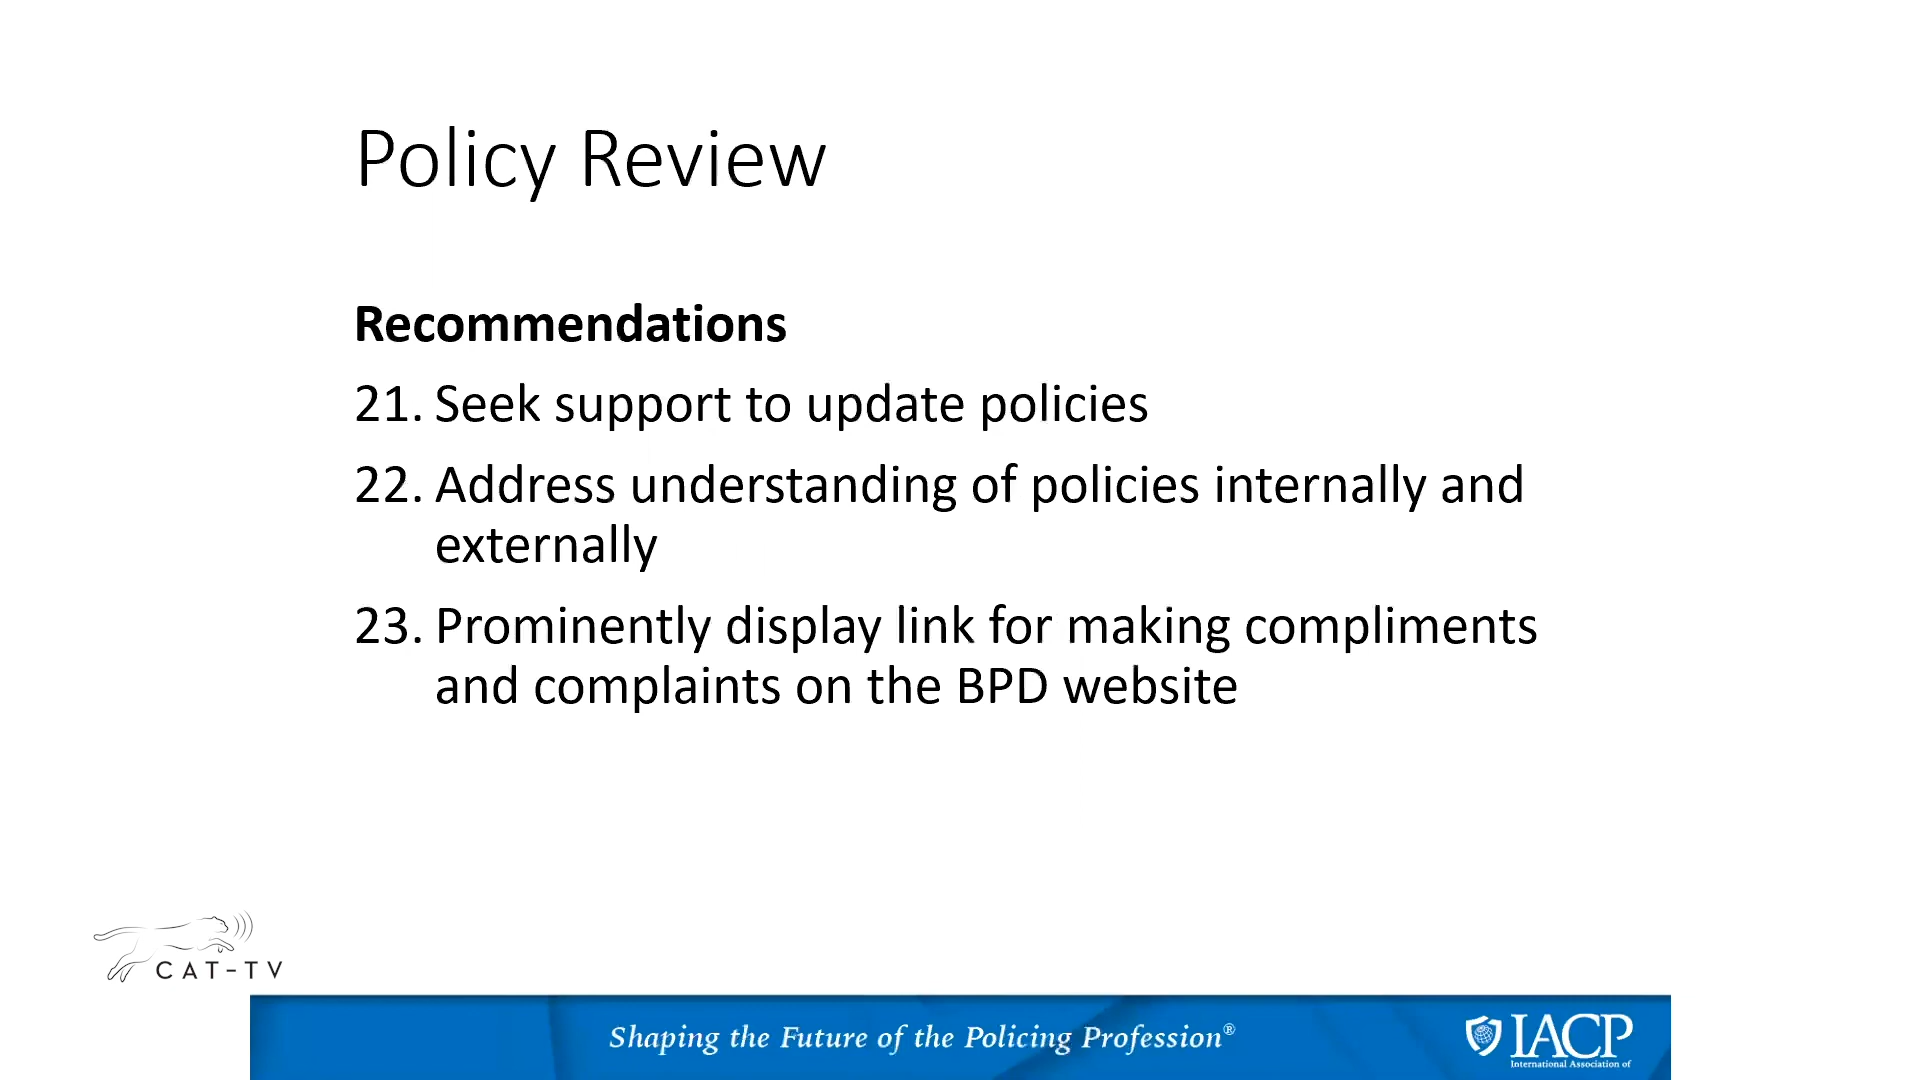 Policy Review
Recommendations
21. Seek support to update policies
22. Address understanding of policies internally and
externally
23. Prominently display link for making compliments
and complaints on the BPD website
CAT-TV
Shaping the Future of the Policing Profession®
IACP
International Association of